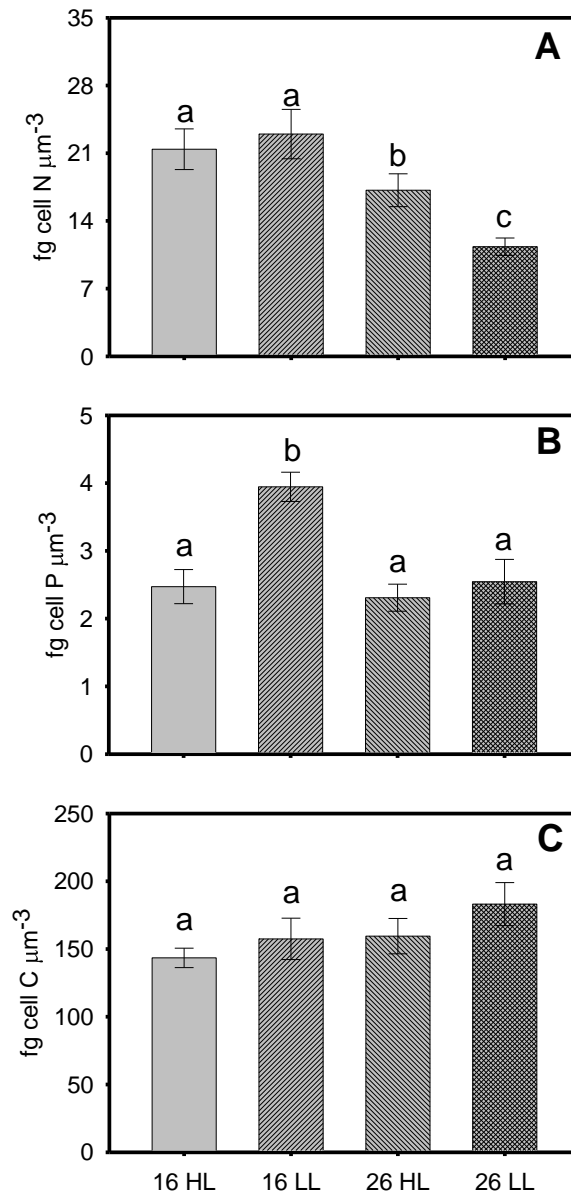 35
A
28
21
14
7
0
fg cell N μm-3
a
a
b
c
5
B
4
3
2
1
0
fg cell P μm-3
a
b
a
a
250
C
200
150
100
50
0
fg cell C μm-3
a
a
a
a
16 HL 16 LL 26 HL 26 LL